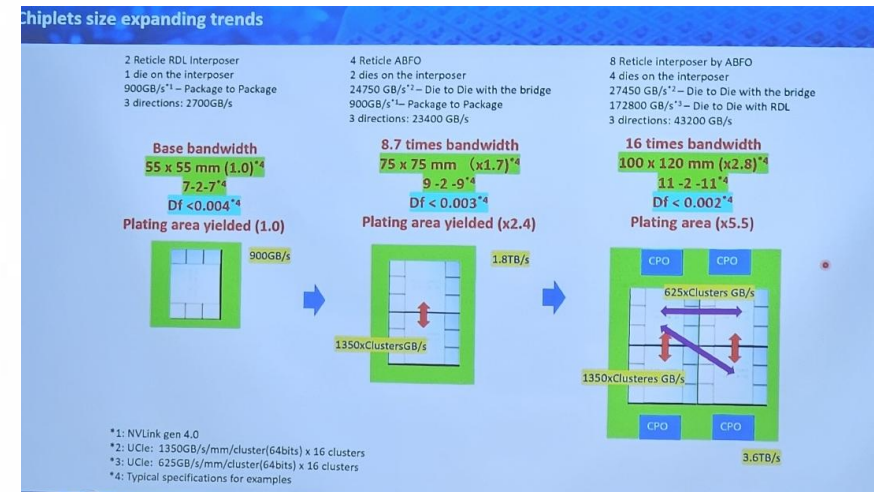 Chiplets size expanding trends
2 Reticle RDL Interposer
1 die on the interposer
900GB/s*1 – Package to Package
3 directions: 2700GB/s
Base bandwidth
55 x 55 mm (1.0)*4
7-2-7*4
Df <0.004*4
Plating area yielded (1.0)
900GB/s
4 Reticle ABFO
2 dies on the interposer
24750 GB/s*2 – Die to Die with the bridge
900GB/s*1 – Package to Package
3 directions: 23400 GB/s
8.7 times bandwidth
75 x 75 mm (x1.7)*4
9 -2 -9*4
Df < 0.003*4
Plating area yielded (x2.4)
1.8TB/s
1350xClustersGB/s
8 Reticle interposer by ABFO
4 dies on the interposer
27450 GB/s*2 – Die to Die with the bridge
172800 GB/s*3 – Die to Die with RDL
3 directions: 43200 GB/s
16 times bandwidth
100 x 120 mm (x2.8)*4
11 -2 -11*4
Df < 0.002*4
Plating area (x5.5)
CPO
CPO
625xClusters GB/s
1350xClusteres GB/s
CPO
CPO
3.6TB/s
*1: NVLink gen 4.0
*2: UCIe: 1350GB/s/mm/cluster(64bits) x 16 clusters
*3: UCIe: 625GB/s/mm/cluster(64bits) x 16 clusters
*4: Typical specifications for examples